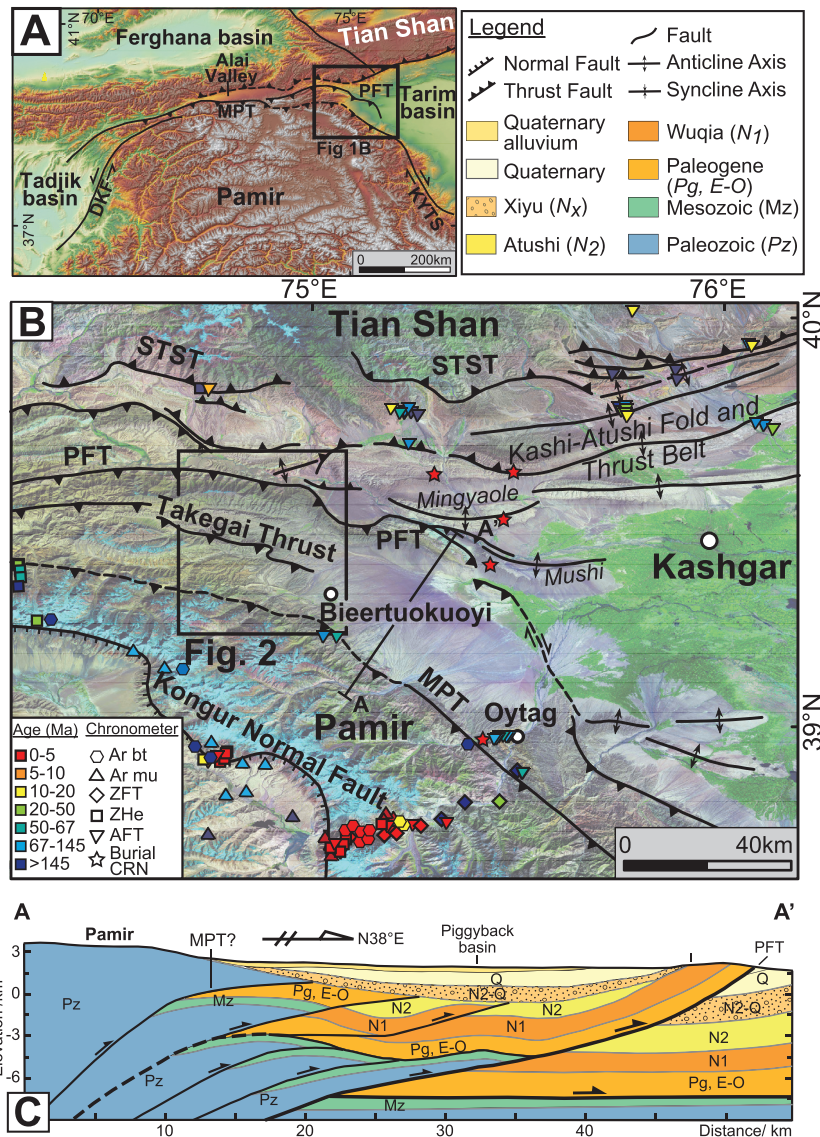 A
70°E
75°E
41°N
Ferghana basin
Tian Shan
Alai
Valley
PFT
MPT
Tarim
basin
Fig 1B
Tadjik
basin
DKF
Pamir
KYTS
37°N
0 200km
Legend
Normal Fault
Thrust Fault
Fault
Anticline Axis
Syncline Axis
Quaternary
alluvium
Quaternary
Xiyu (Nx)
Atushi (N2)
Wuqia (N1)
Paleogene
(Pg, E-O)
Mesozoic (Mz)
Paleozoic (Pz)
75°E
76°E
B
40°N
Tian Shan
STST
STST
Kashi-Atushi Fold and
Thrust Belt
PFT
Mingyaole
Takegai Thrust
PFT
A'
Mushi
Kashgar
Bieertuokuoyi
Fig. 2
MPT
A
Kongur Normal Fault
Pamir
Oytag
39°N
Age (Ma)
Chronometer
0-5
5-10
10-20
20-50
50-67
67-145
>145
Ar bt
Ar mu
ZFT
ZHe
AFT
Burial
CRN
0 40km
A
A'
Pamir
MPT?
N38°E
Piggyback
basin
PFT
3
0
-3
-6
Q
Q
Pz
Pg, E-O
N2-Q
N2-Q
Mz
N2
N2
N2
N1
N1
N1
Pg, E-O
Pg, E-O
Pz
Pz
Mz
C
10
20
30
40
Distance/ km